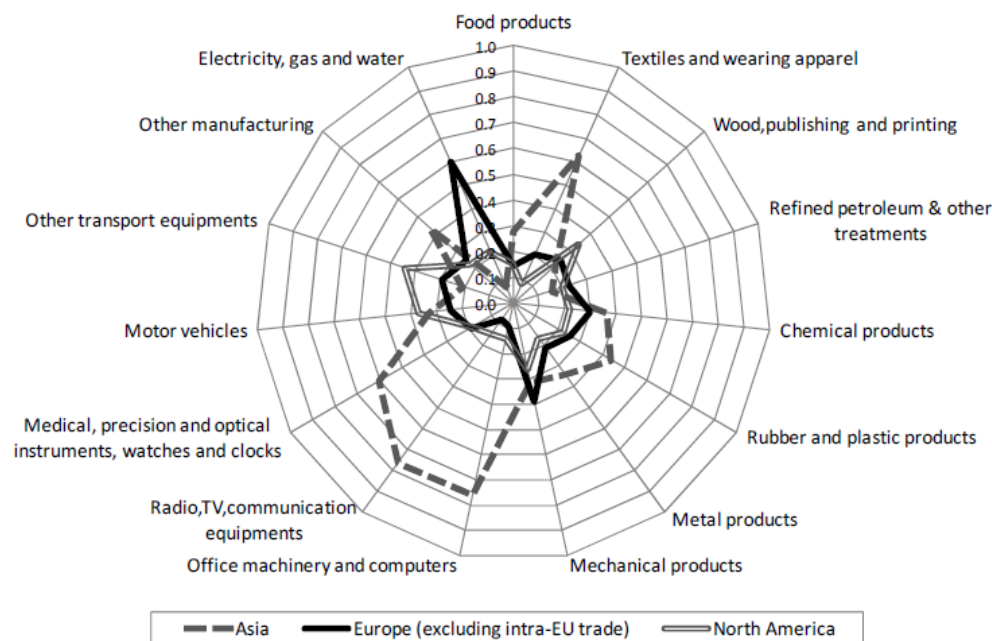 Food products
Electricity, gas and water
Textiles and wearing apparel
Other manufacturing
Wood,publishing and printing
Other transport equipments
Refined petroleum & other
treatments
Motor vehicles
Chemical products
Medical, precision and optical
instruments, watches and clocks
Rubber and plastic products
Radio,TV,communication
equipments
Metal products
Office machinery and computers
Mechanical products
1.0
0.9
0.8
0.7
0.6
0.5
0.4
0.3
0.2
0.1
0.0
Asia
Europe (excluding intra-EU trade)
North America